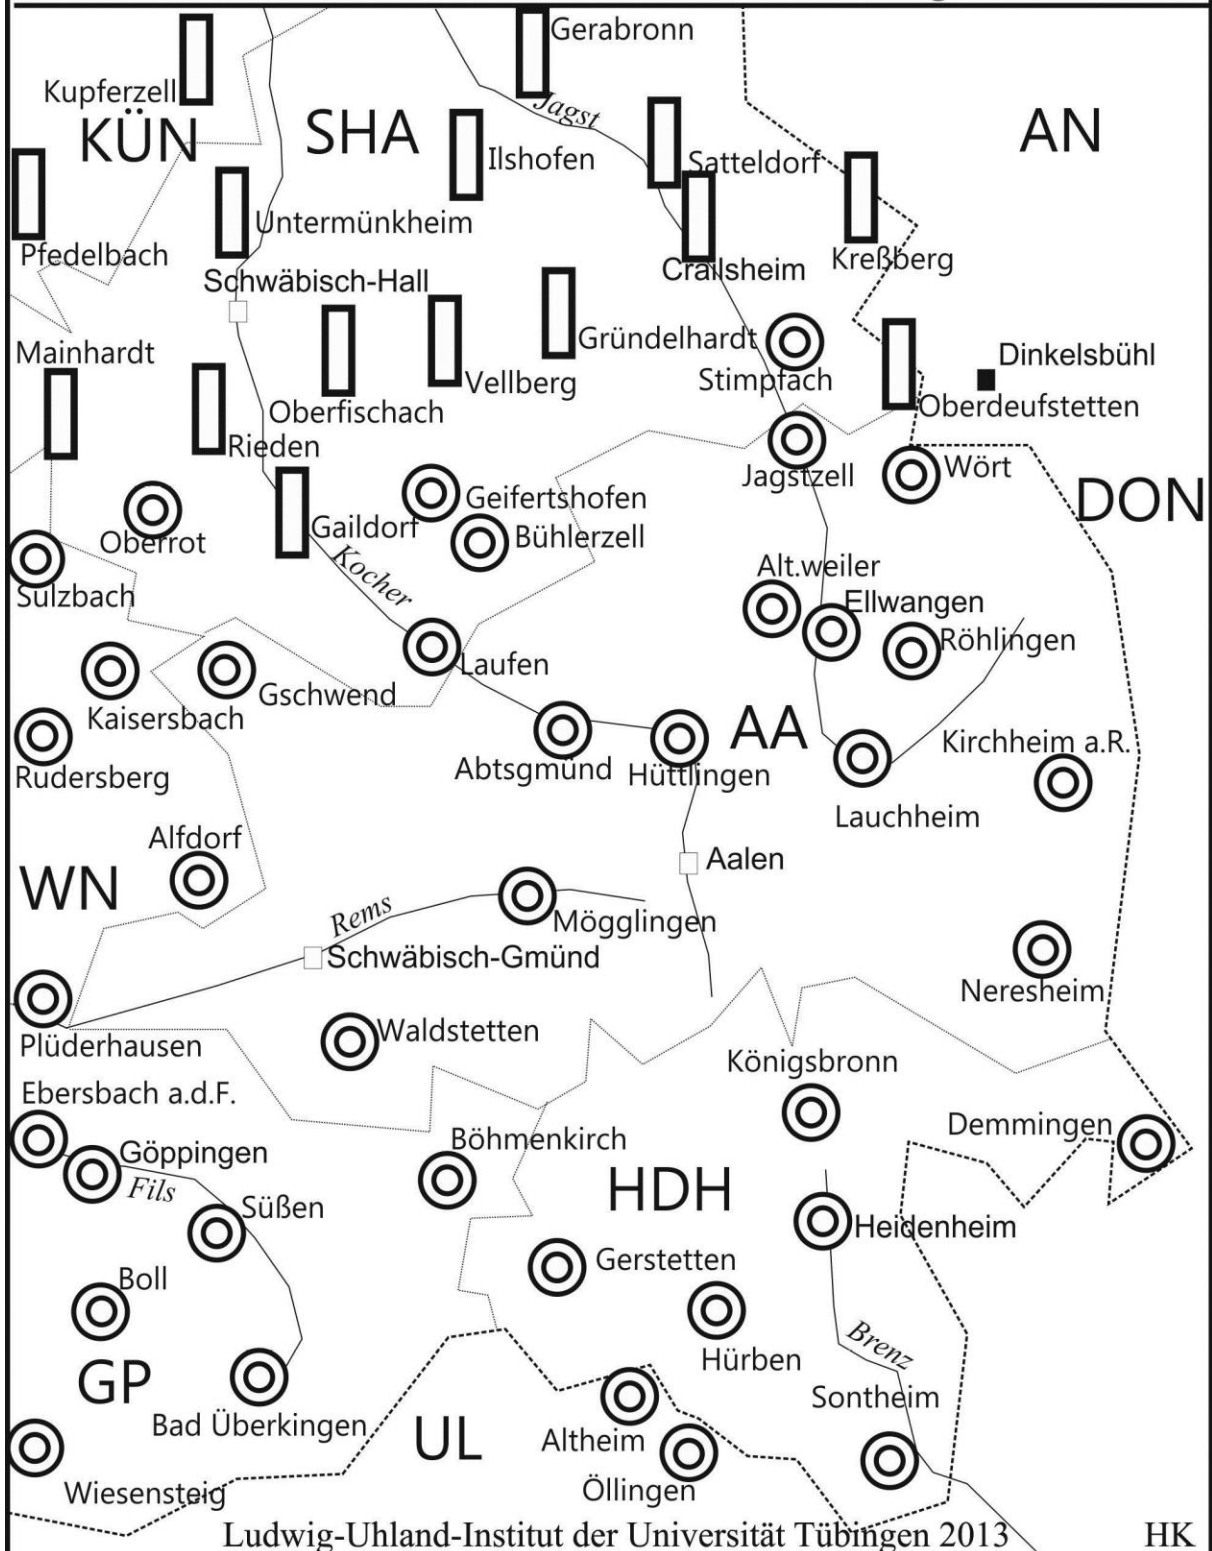 Gerabronn
Kupferzell
Jagst
KÜN
SHA
AN
Ilshofen
Satteldorf
Untermünkheim
Pfedelbach
Crailsheim
Kreßberg
Schwäbisch-Hall
Gründelhardt
Mainhardt
Dinkelsbühl
Vellberg
Stimpfach
Oberfischach
Oberdeufstetten
Rieden
Jagstzell
Wört
Geifertshofen
DON
Gaildorf
Bühlerzell
Oberrot
Kocher
Alt.weiler
Sulzbach
Ellwangen
Röhlingen
Laufen
Gschwend
Kaisersbach
AA
Kirchheim a.R.
Rudersberg
Abtsgmünd
Hüttlingen
Lauchheim
Alfdorf
Aalen
WN
Rems
Mögglingen
Schwäbisch-Gmünd
Neresheim
Waldstetten
Plüderhausen
Königsbronn
Ebersbach a.d.F.
Demmingen
Böhmenkirch
Göppingen
Fils
HDH
Süßen
Heidenheim
Gerstetten
Boll
Brenz
Hürben
GP
Sontheim
Bad Überkingen
UL
Altheim
Öllingen
Wiesensteig
Ludwig-Uhland-Institut der Universität Tübingen 2013
HK